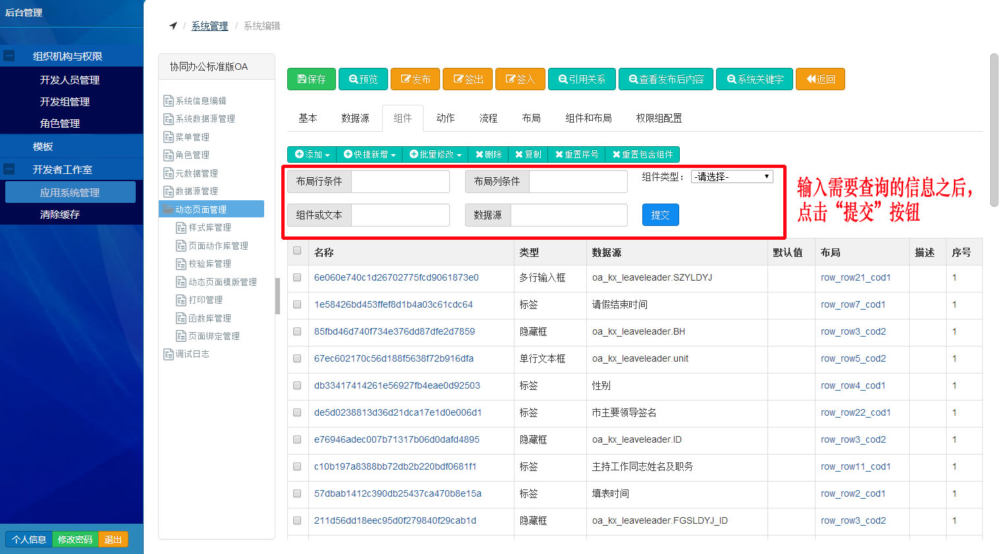 后台管理
组织机构与权限
开发人员管理
开发组管理
角色管理
模板
开发者工作室
应用系统管理
清除缓存
个人信息 修改密码 退出
/ 系统管理 / 系统编辑
协同办公标准版OA
系统信息编辑
系统数据源管理
菜单管理
角色管理
元数据管理
数据源管理
动态页面管理
样式库管理
页面动作库管理
校验库管理
动态页面模版管理
打印管理
函数库管理
页面绑定管理
调试日志
保存 预览 发布 签出 签入 引用关系 查看发布后内容 系统关键字 返回
基本 数据源 组件 动作 流程 布局 组件和布局 权限组配置
添加 快捷新增 批量修改 删除 复制 重置序号 重置包含组件
布局行条件 布局列条件 组件类型： -请选择-
组件或文本 数据源 提交
输入需要查询的信息之后，
点击“提交”按钮
名称 类型 数据源 默认值 布局 描述 序号
6e060e740c1d26702775fcd9061873e0 多行输入框 oa_kx_leaveleader.SZYLDYJ row_row21_cod1 1
1e58426bd453ffef8d1b4a03c61cdc64 标签 请假结束时间 row_row7_cod1 1
85fbd46d740f734e376dd87dfe2d7859 隐藏框 oa_kx_leaveleader.BH row_row3_cod2 1
67ec602170c56d188f5638f72b916dfa 单行文本框 oa_kx_leaveleader.unit row_row5_cod2 1
db33417414261e56927fb4eae0d92503 标签 性别 row_row4_cod1 1
de5d0238813d36d21dca17e1d0e006d1 标签 市主要领导签名 row_row22_cod1 1
e76946adec007b71317b06d0dafd4895 隐藏框 oa_kx_leaveleader.ID row_row3_cod2 1
c10b197a8388bb72db2b220bdf0681f1 标签 主持工作同志姓名及职务 row_row11_cod1 1
57dbab1412c390db25437ca470b8e15a 标签 填表时间 row_row2_cod1 1
211d56dd18eec95d0f279840f29cab1d 隐藏框 oa_kx_leaveleader.FGSLDYJ_ID row_row3_cod2 1